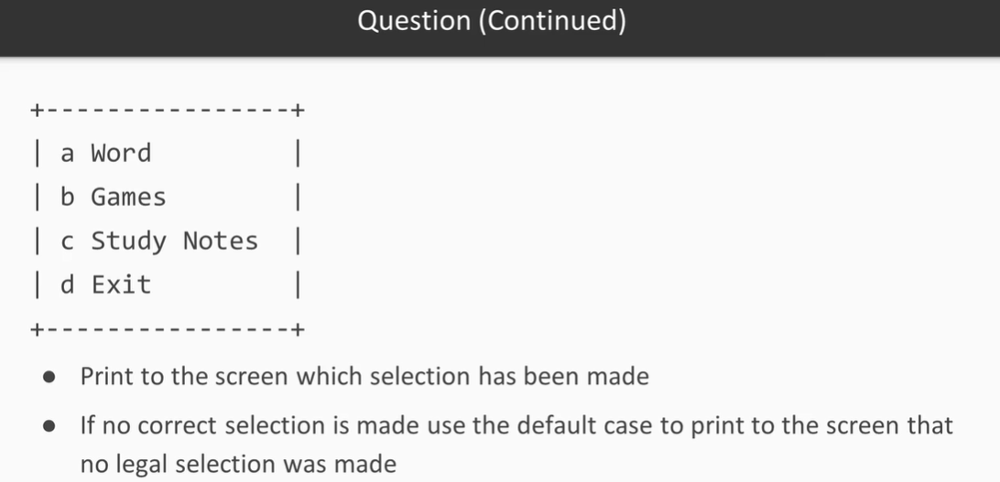 Question (Continued)
+----------------+
| a Word         |
| b Games        |
| c Study Notes  |
| d Exit         |
+----------------+
● Print to the screen which selection has been made
● If no correct selection is made use the default case to print to the screen that
no legal selection was made